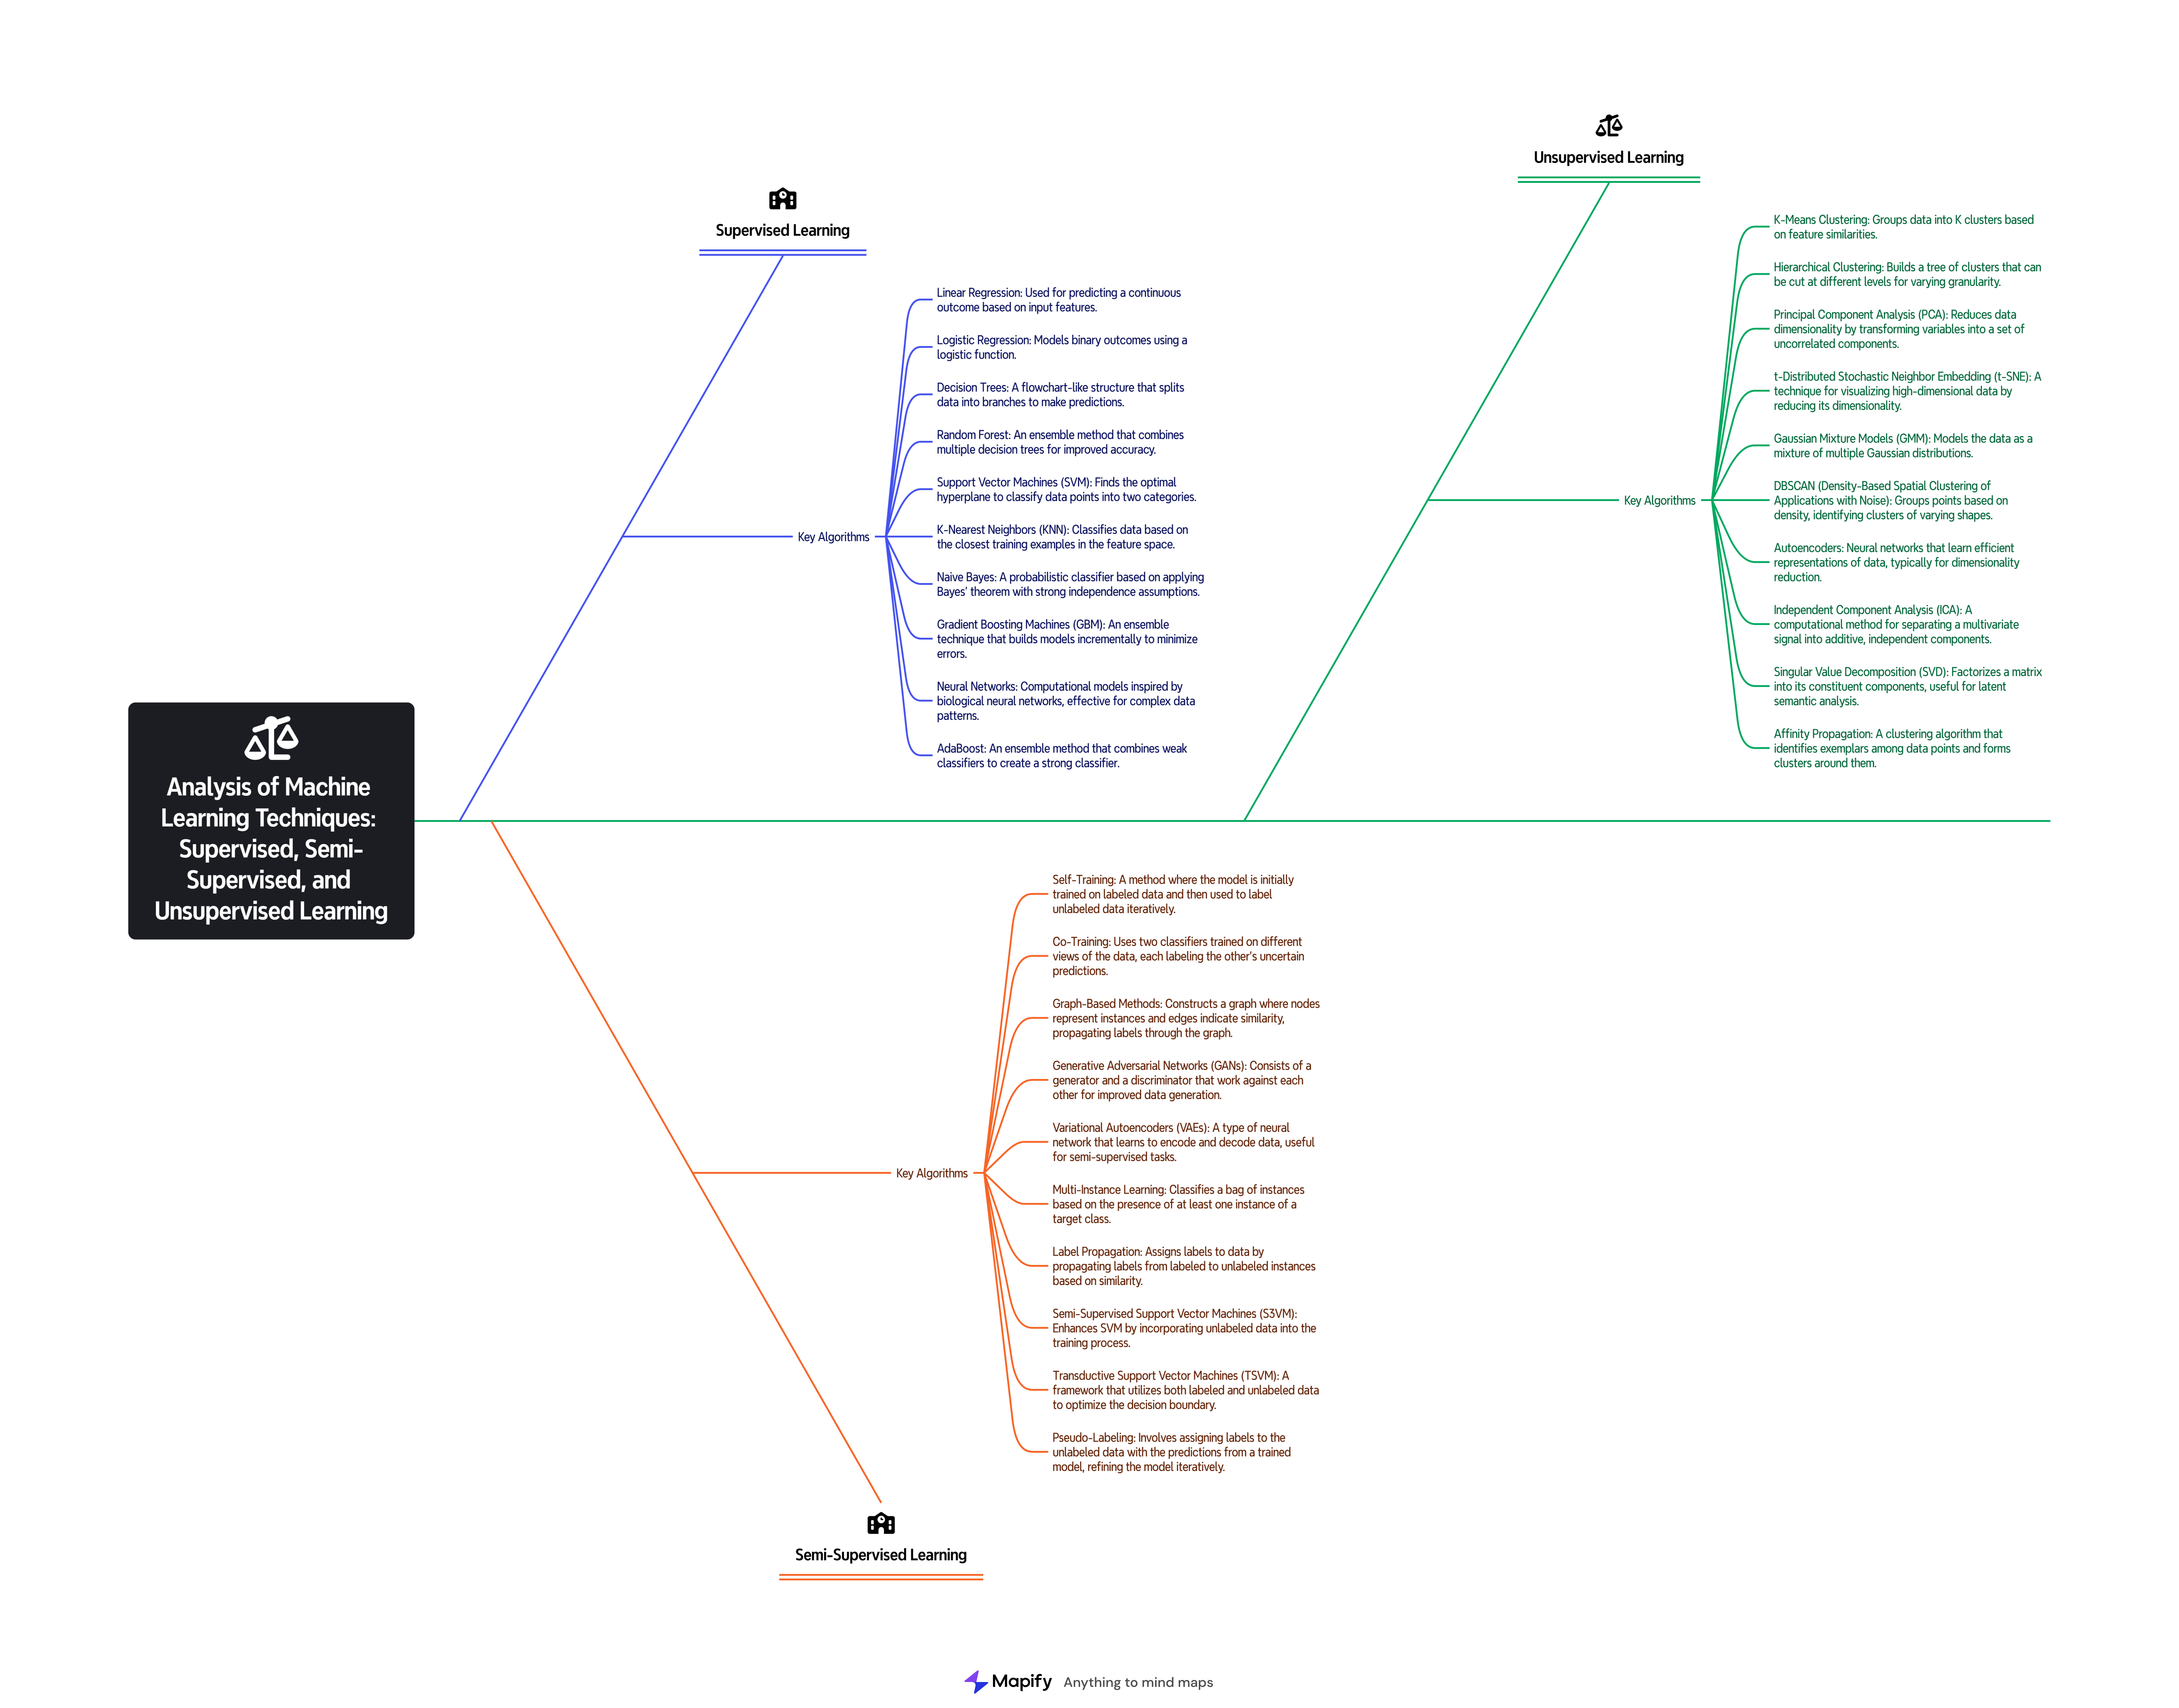 Analysis of Machine
Learning Techniques:
Supervised, Semi-
Supervised, and
Unsupervised Learning
Supervised Learning
Key Algorithms
Linear Regression: Used for predicting a continuous
outcome based on input features.
Logistic Regression: Models binary outcomes using a
logistic function.
Decision Trees: A flowchart-like structure that splits
data into branches to make predictions.
Random Forest: An ensemble method that combines
multiple decision trees for improved accuracy.
Support Vector Machines (SVM): Finds the optimal
hyperplane to classify data points into two categories.
K-Nearest Neighbors (KNN): Classifies data based on
the closest training examples in the feature space.
Naive Bayes: A probabilistic classifier based on applying
Bayes' theorem with strong independence assumptions.
Gradient Boosting Machines (GBM): An ensemble
technique that builds models incrementally to minimize
errors.
Neural Networks: Computational models inspired by
biological neural networks, effective for complex data
patterns.
AdaBoost: An ensemble method that combines weak
classifiers to create a strong classifier.
Unsupervised Learning
Key Algorithms
K-Means Clustering: Groups data into K clusters based
on feature similarities.
Hierarchical Clustering: Builds a tree of clusters that can
be cut at different levels for varying granularity.
Principal Component Analysis (PCA): Reduces data
dimensionality by transforming variables into a set of
uncorrelated components.
t-Distributed Stochastic Neighbor Embedding (t-SNE): A
technique for visualizing high-dimensional data by
reducing its dimensionality.
Gaussian Mixture Models (GMM): Models the data as a
mixture of multiple Gaussian distributions.
DBSCAN (Density-Based Spatial Clustering of
Applications with Noise): Groups points based on
density, identifying clusters of varying shapes.
Autoencoders: Neural networks that learn efficient
representations of data, typically for dimensionality
reduction.
Independent Component Analysis (ICA): A
computational method for separating a multivariate
signal into additive, independent components.
Singular Value Decomposition (SVD): Factorizes a matrix
into its constituent components, useful for latent
semantic analysis.
Affinity Propagation: A clustering algorithm that
identifies exemplars among data points and forms
clusters around them.
Key Algorithms
Self-Training: A method where the model is initially
trained on labeled data and then used to label
unlabeled data iteratively.
Co-Training: Uses two classifiers trained on different
views of the data, each labeling the other's uncertain
predictions.
Graph-Based Methods: Constructs a graph where nodes
represent instances and edges indicate similarity,
propagating labels through the graph.
Generative Adversarial Networks (GANs): Consists of a
generator and a discriminator that work against each
other for improved data generation.
Variational Autoencoders (VAEs): A type of neural
network that learns to encode and decode data, useful
for semi-supervised tasks.
Multi-Instance Learning: Classifies a bag of instances
based on the presence of at least one instance of a
target class.
Label Propagation: Assigns labels to data by
propagating labels from labeled to unlabeled instances
based on similarity.
Semi-Supervised Support Vector Machines (S3VM):
Enhances SVM by incorporating unlabeled data into the
training process.
Transductive Support Vector Machines (TSVM): A
framework that utilizes both labeled and unlabeled data
to optimize the decision boundary.
Pseudo-Labeling: Involves assigning labels to the
unlabeled data with the predictions from a trained
model, refining the model iteratively.
Semi-Supervised Learning
Mapify Anything to mind maps